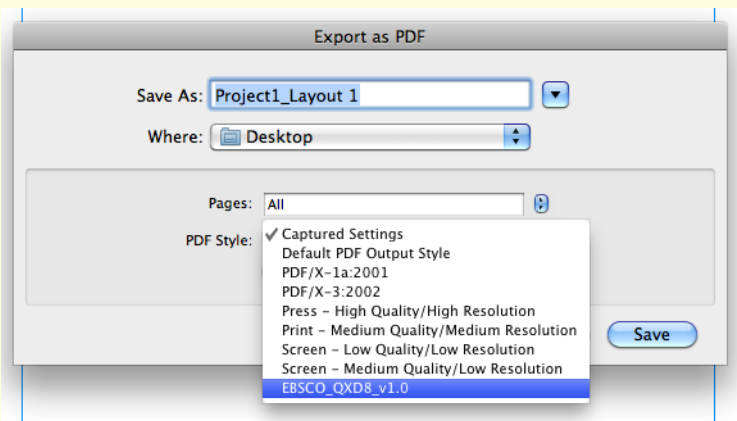 Export as PDF
Save As: Project1_Layout 1
Where: Desktop
Pages: All
PDF Style: Captured Settings
Default PDF Output Style
PDF/X-1a:2001
PDF/X-3:2002
Press - High Quality/High Resolution
Print - Medium Quality/Medium Resolution
Screen - Low Quality/Low Resolution
Screen - Medium Quality/Low Resolution
EBSCO_QXD8_v1.0
Save